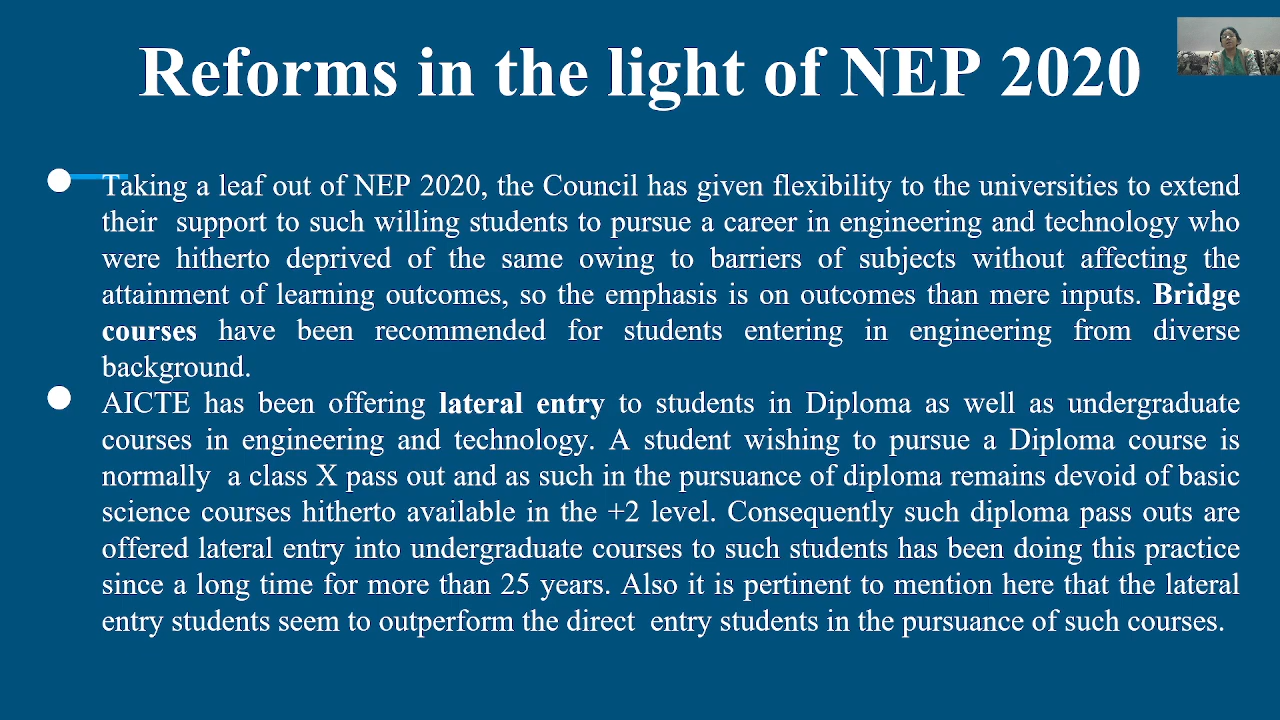 Reforms in the light of NEP 2020
Taking a leaf out of NEP 2020, the Council has given flexibility to the universities to extend
their support to such willing students to pursue a career in engineering and technology who
were hitherto deprived of the same owing to barriers of subjects without affecting the
attainment of learning outcomes, so the emphasis is on outcomes than mere inputs. Bridge
courses have been recommended for students entering in engineering from diverse
background.
AICTE has been offering lateral entry to students in Diploma as well as undergraduate
courses in engineering and technology. A student wishing to pursue a Diploma course is
normally a class X pass out and as such in the pursuance of diploma remains devoid of basic
science courses hitherto available in the +2 level. Consequently such diploma pass outs are
offered lateral entry into undergraduate courses to such students has been doing this practice
since a long time for more than 25 years. Also it is pertinent to mention here that the lateral
entry students seem to outperform the direct entry students in the pursuance of such courses.